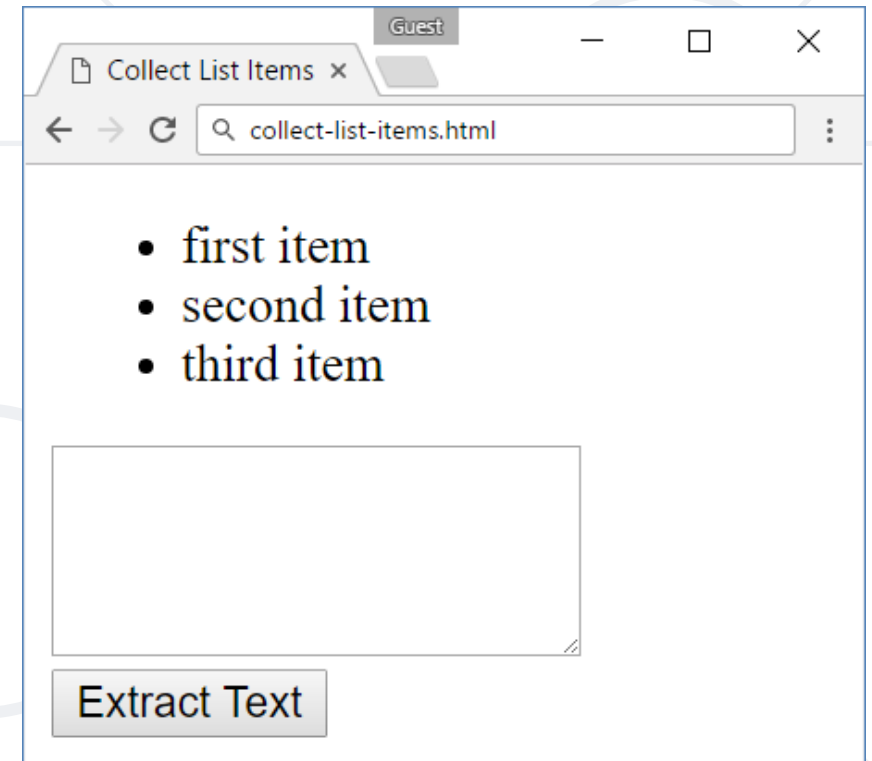 Guest
Collect List Items
collect-list-items.html
first item
second item
third item
Extract Text